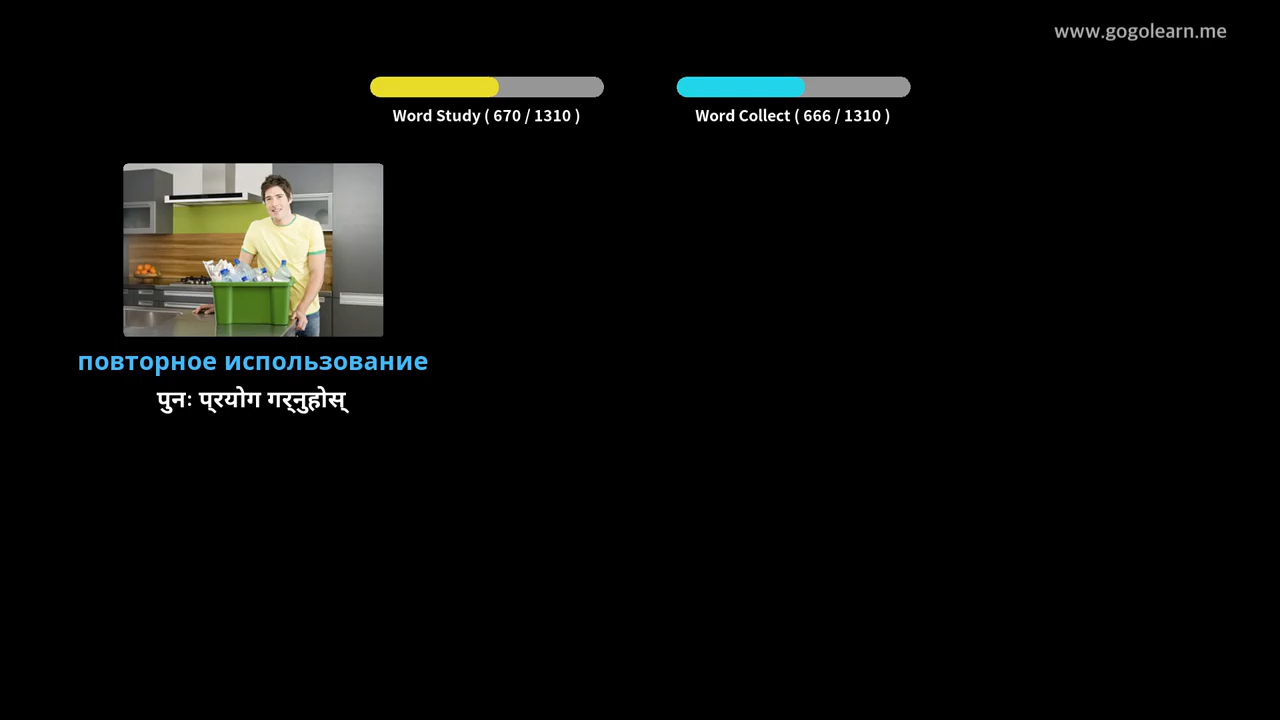 www.gogolearn.me
Word Study ( 670 / 1310 )
Word Collect ( 666 / 1310 )
повторное использование
पुनः प्रयोग गर्नुहोस्